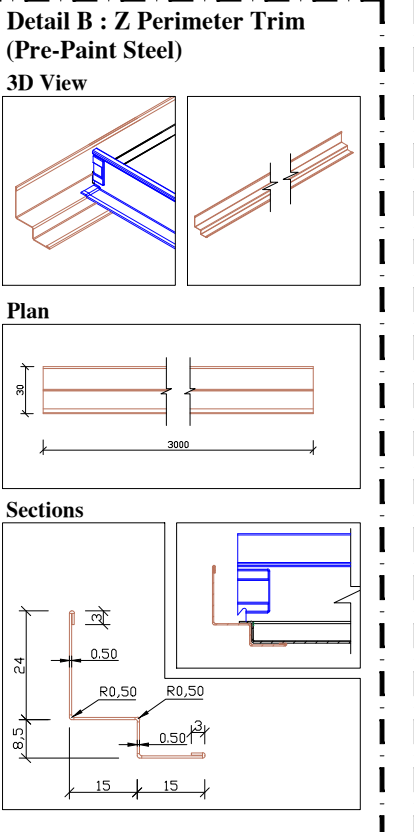 Detail B : Z Perimeter Trim
(Pre-Paint Steel)
3D View
Plan
30
3000
Sections
3
24
0.50
R0,50
R0,50
8,5
0.50
3
15
15